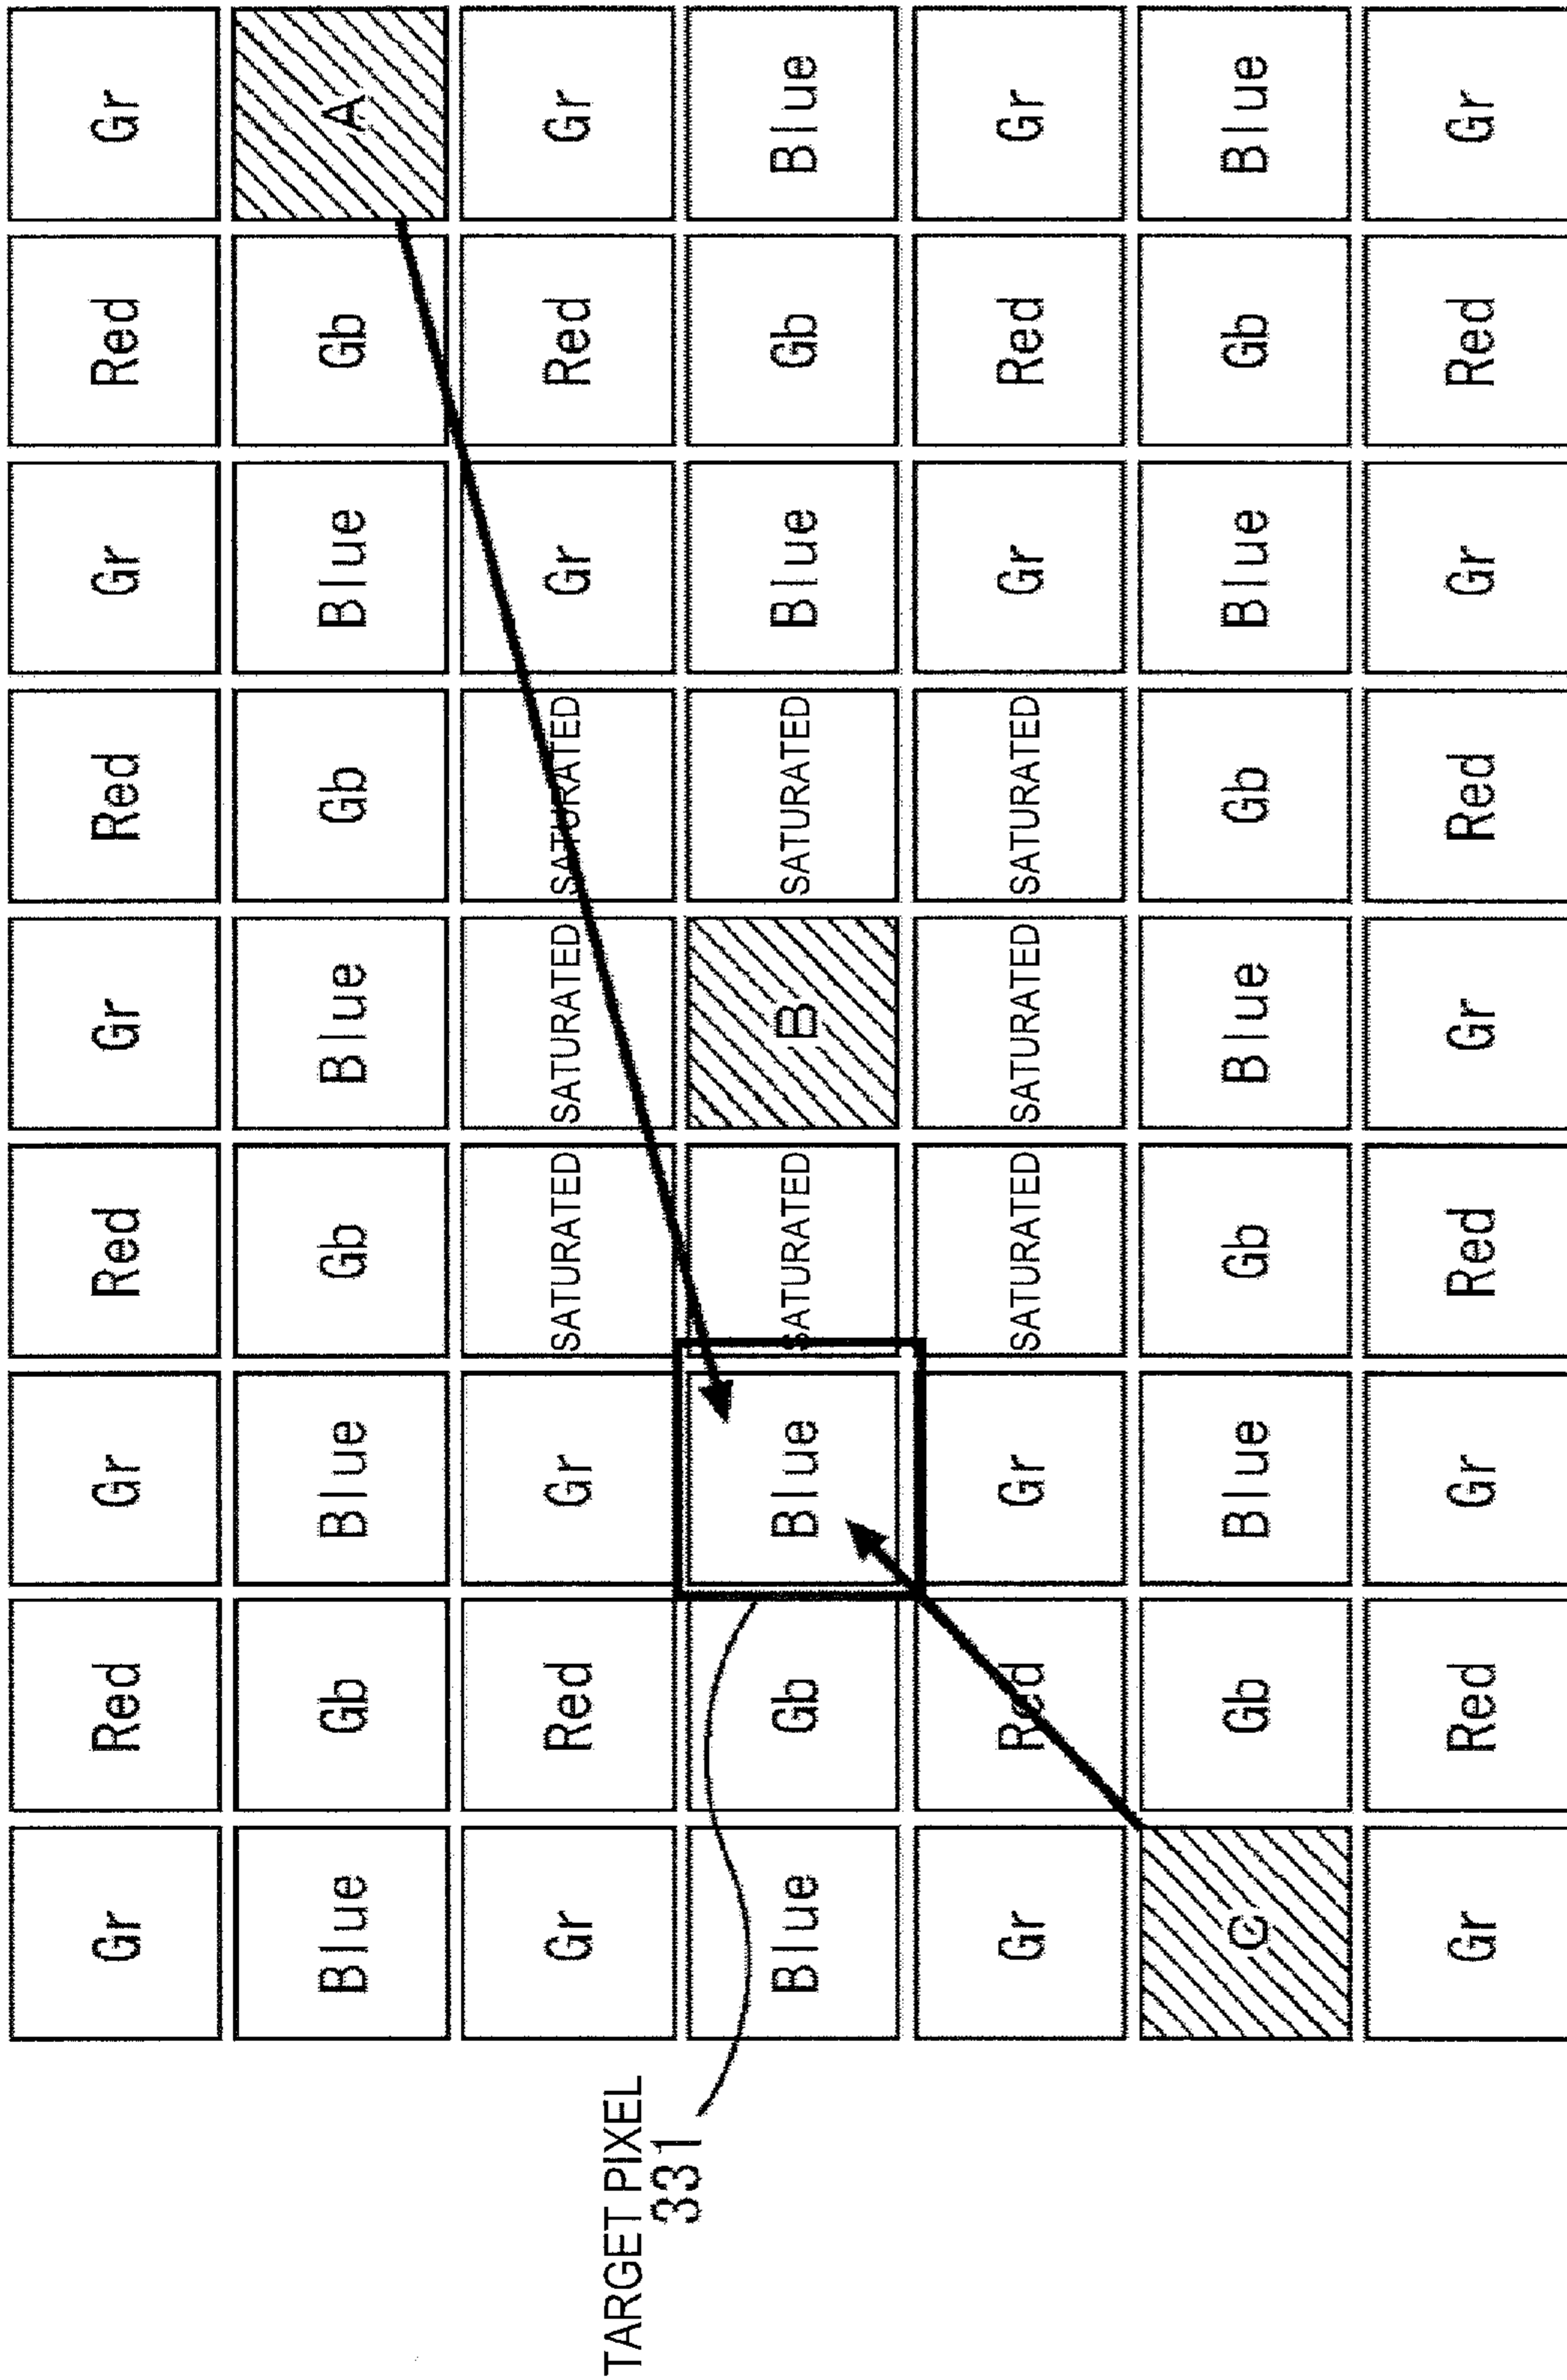 Gr Red Gr Red Gr Red Gr Red Gr
Blue Gb Blue Gb Blue Gb Blue Gb A
Gr Red Gr SATURATED SATURATED SATURATED Gr Red Gr
TARGET PIXEL
331
Blue Gb Blue SATURATED B SATURATED Blue Gb Blue
Gr Red Gr SATURATED SATURATED SATURATED Gr Red Gr
C Gb Blue Gb Blue Gb Blue Gb Blue
Gr Red Gr Red Gr Red Gr Red Gr